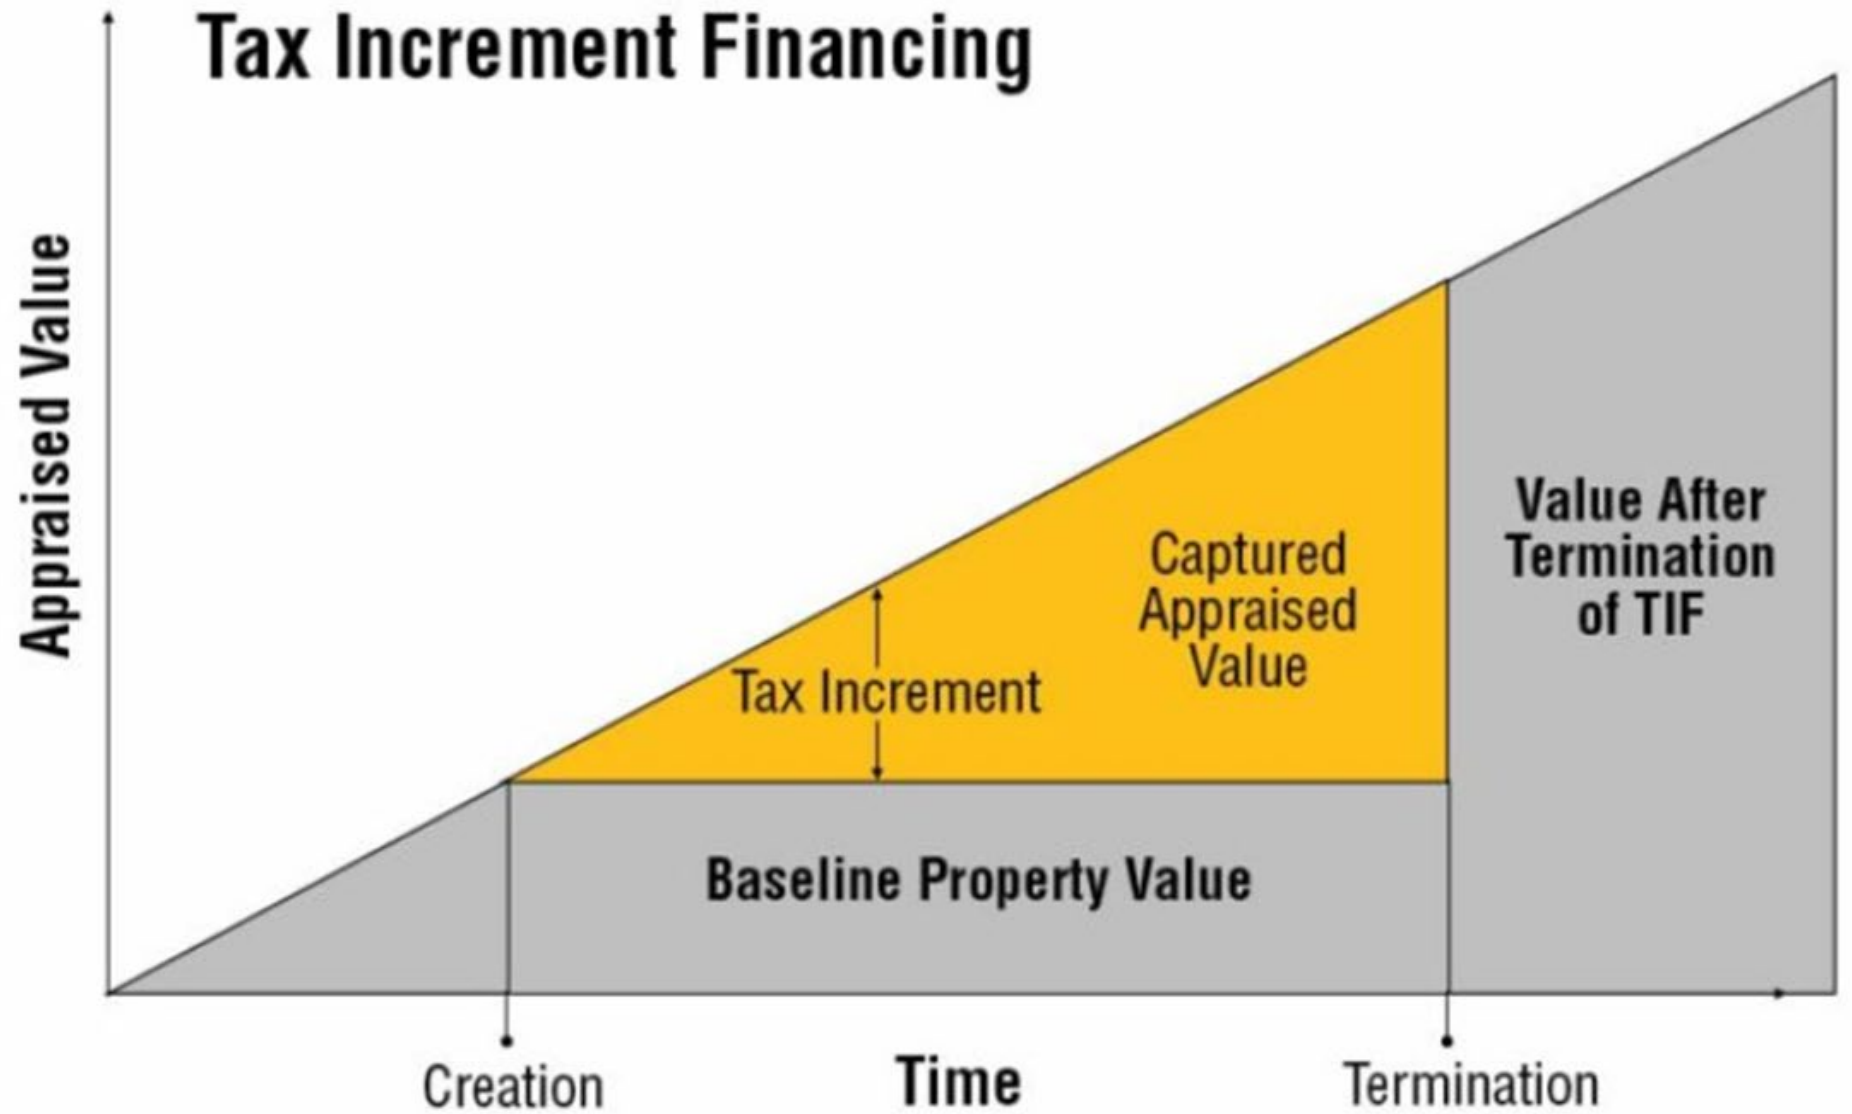 Tax Increment Financing
Appraised Value
Captured
Appraised
Value
Value After
Termination
of TIF
Tax Increment
Baseline Property Value
Creation
Time
Termination